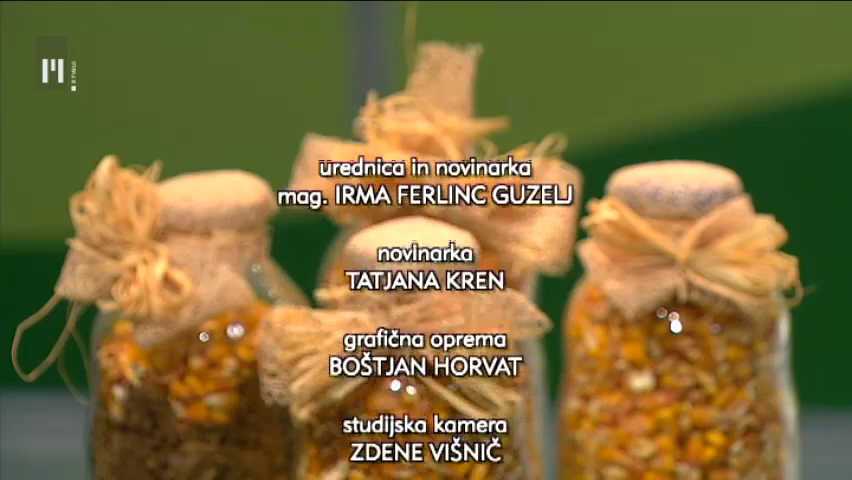 urednica in novinarka
mag. IRMA FERLINC GUZELJ
novinarka
TATJANA KREN
grafična oprema
BOŠTJAN HORVAT
studijska kamera
ZDENE VIŠNIČ